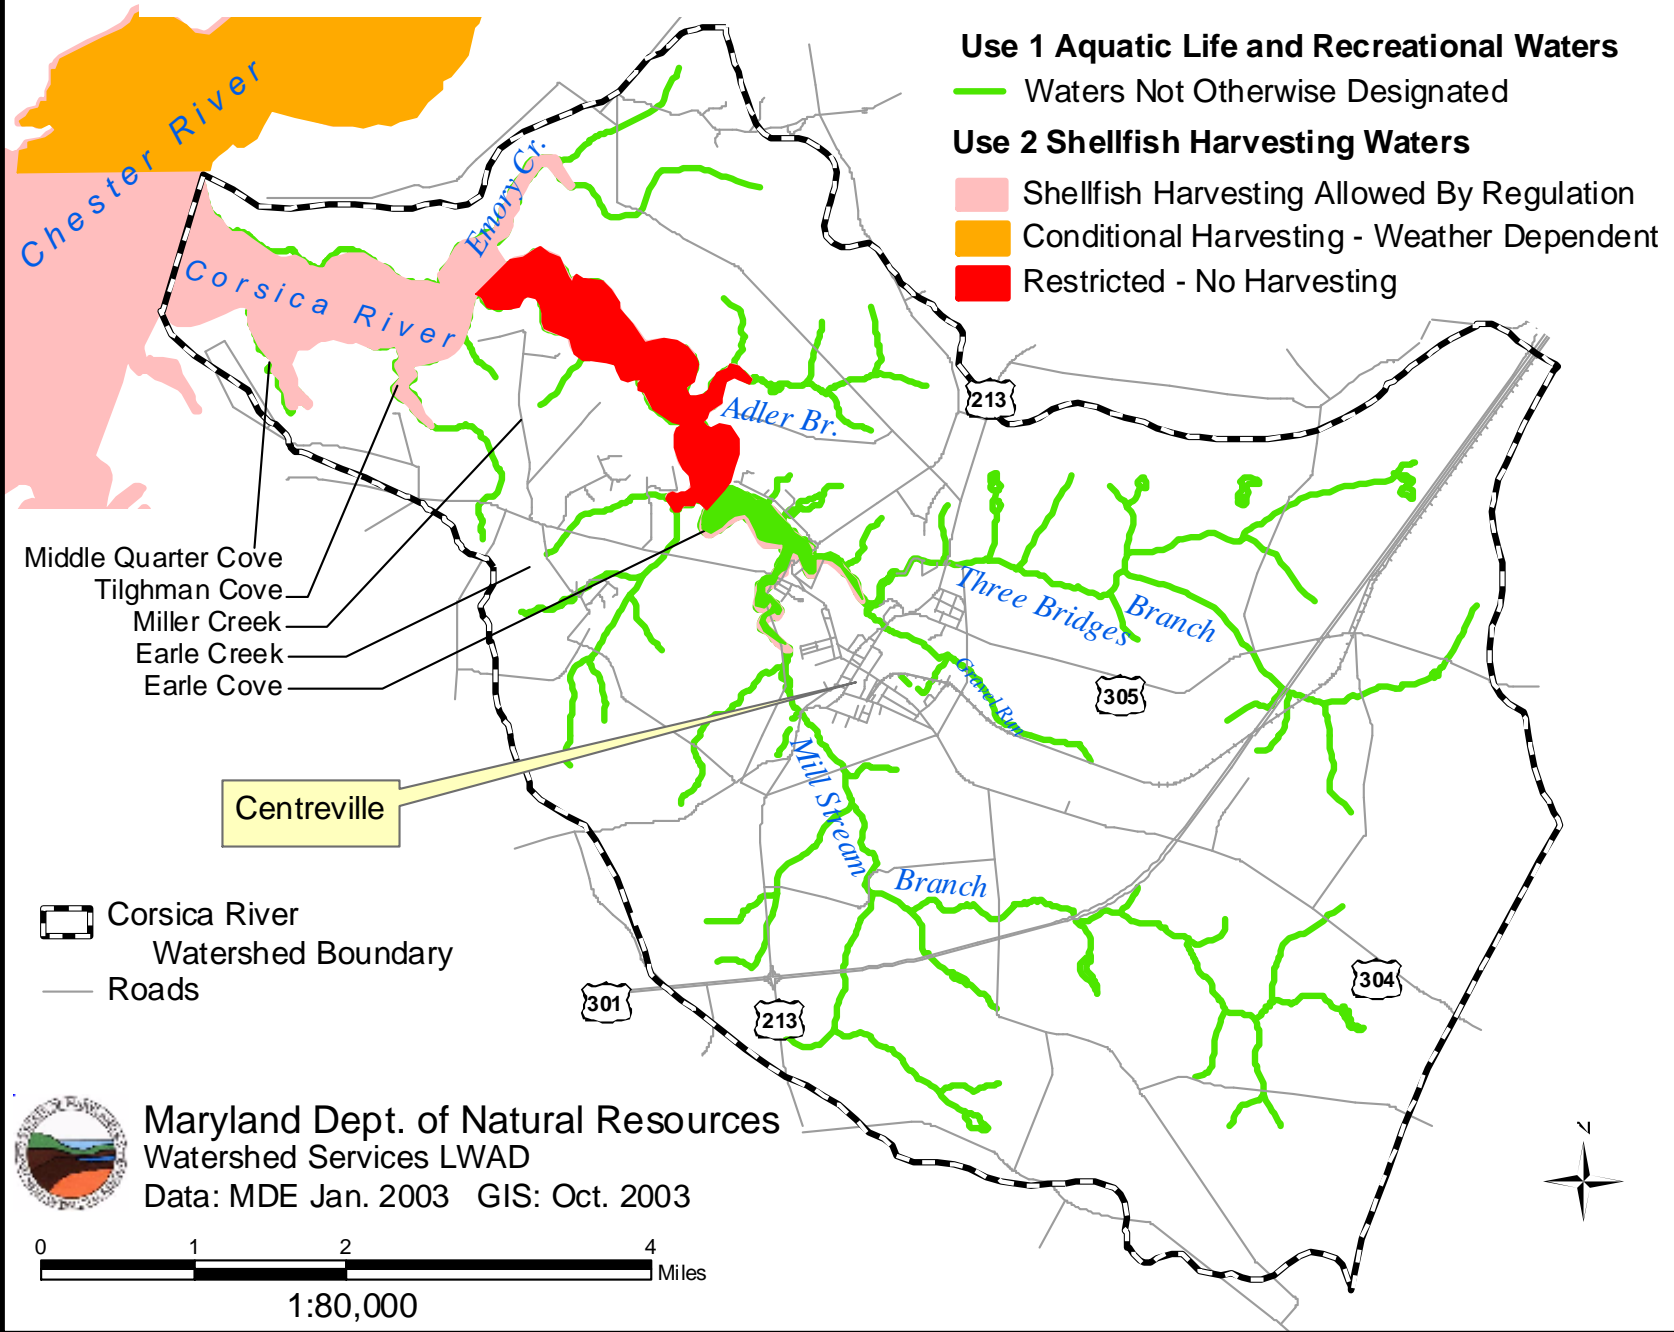 Use 1 Aquatic Life and Recreational Waters
Waters Not Otherwise Designated
Use 2 Shellfish Harvesting Waters
Shellfish Harvesting Allowed By Regulation
Conditional Harvesting - Weather Dependent
Restricted - No Harvesting
Chester River
Emory Cr.
Corsica River
213
Adler Br.
Middle Quarter Cove
Tilghman Cove
Miller Creek
Earle Creek
Earle Cove
Three Bridges Branch
305
Gravel Run
Centreville
Mill Stream Branch
Corsica River
Watershed Boundary
Roads
301
213
304
Maryland Dept. of Natural Resources
Watershed Services LWAD
Data: MDE Jan. 2003 GIS: Oct. 2003
0 1 2 4
Miles
1:80,000
N